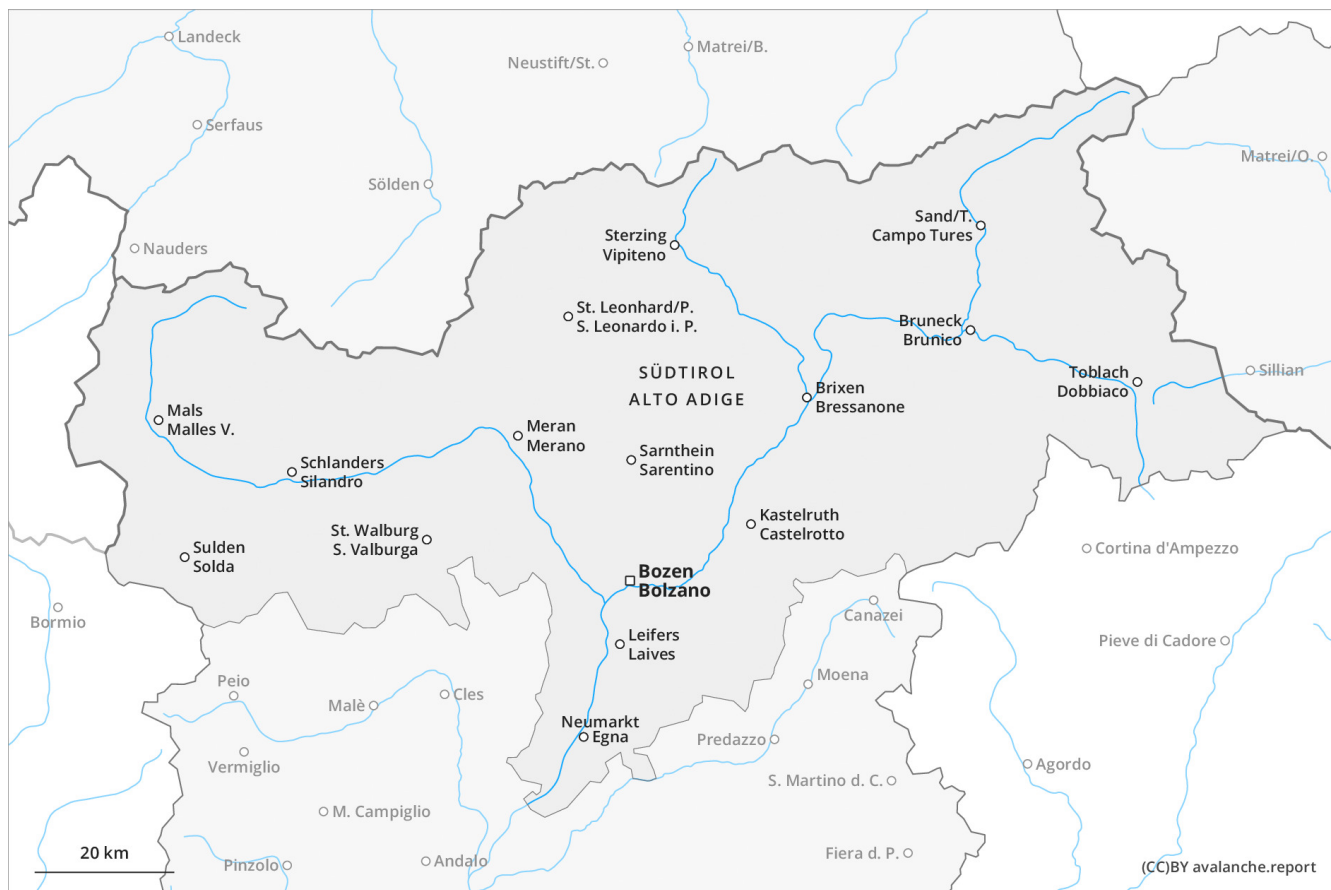 Landeck
Matrei/B.
Neustift/St.
Serfaus
Matrei/O.
Sölden
Sand/T.
Campo Tures
Sterzing
Vipiteno
Nauders
St. Leonhard/P.
S. Leonardo i. P.
Bruneck
Brunico
SÜDTIROL
ALTO ADIGE
Toblach
Dobbiaco
Sillian
Brixen
Bressanone
Mals
Malles V.
Meran
Merano
Sarnthein
Sarentino
Schlanders
Silandro
Kastelruth
Castelrotto
St. Walburg
S. Valburga
Sulden
Solda
Cortina d'Ampezzo
Bozen
Bolzano
Bormio
Canazei
Leifers
Laives
Pieve di Cadore
Moena
Peio
Cles
Malè
Neumarkt
Egna
Predazzo
Vermiglio
Agordo
S. Martino d. C.
M. Campiglio
20 km
Pinzolo
Andalo
Fiera d. P.
(CC)BY avalanche.report